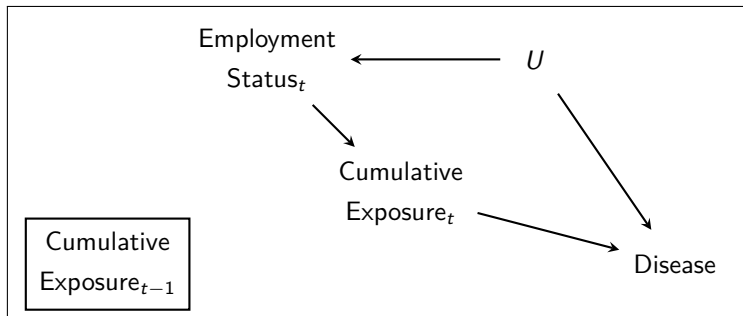 Employment
Status_t
U
Cumulative
Exposure_t
Disease
Cumulative
Exposure_{t−1}